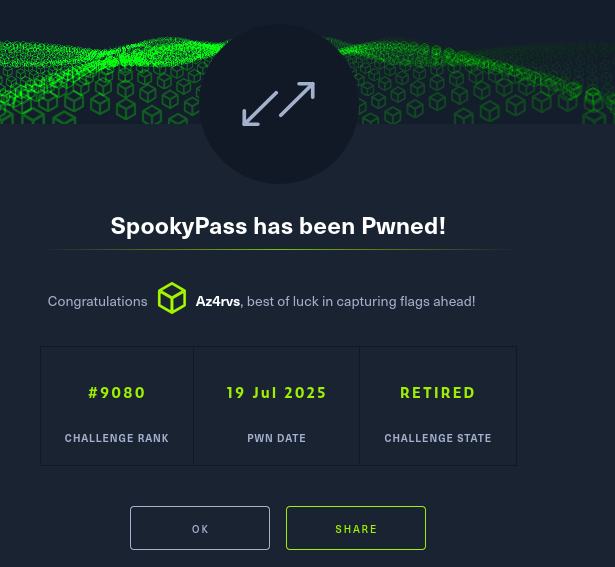 SpookyPass has been Pwned!
Congratulations Az4rvs, best of luck in capturing flags ahead!
#9080 19 Jul 2025 RETIRED
CHALLENGE RANK PWN DATE CHALLENGE STATE
OK SHARE